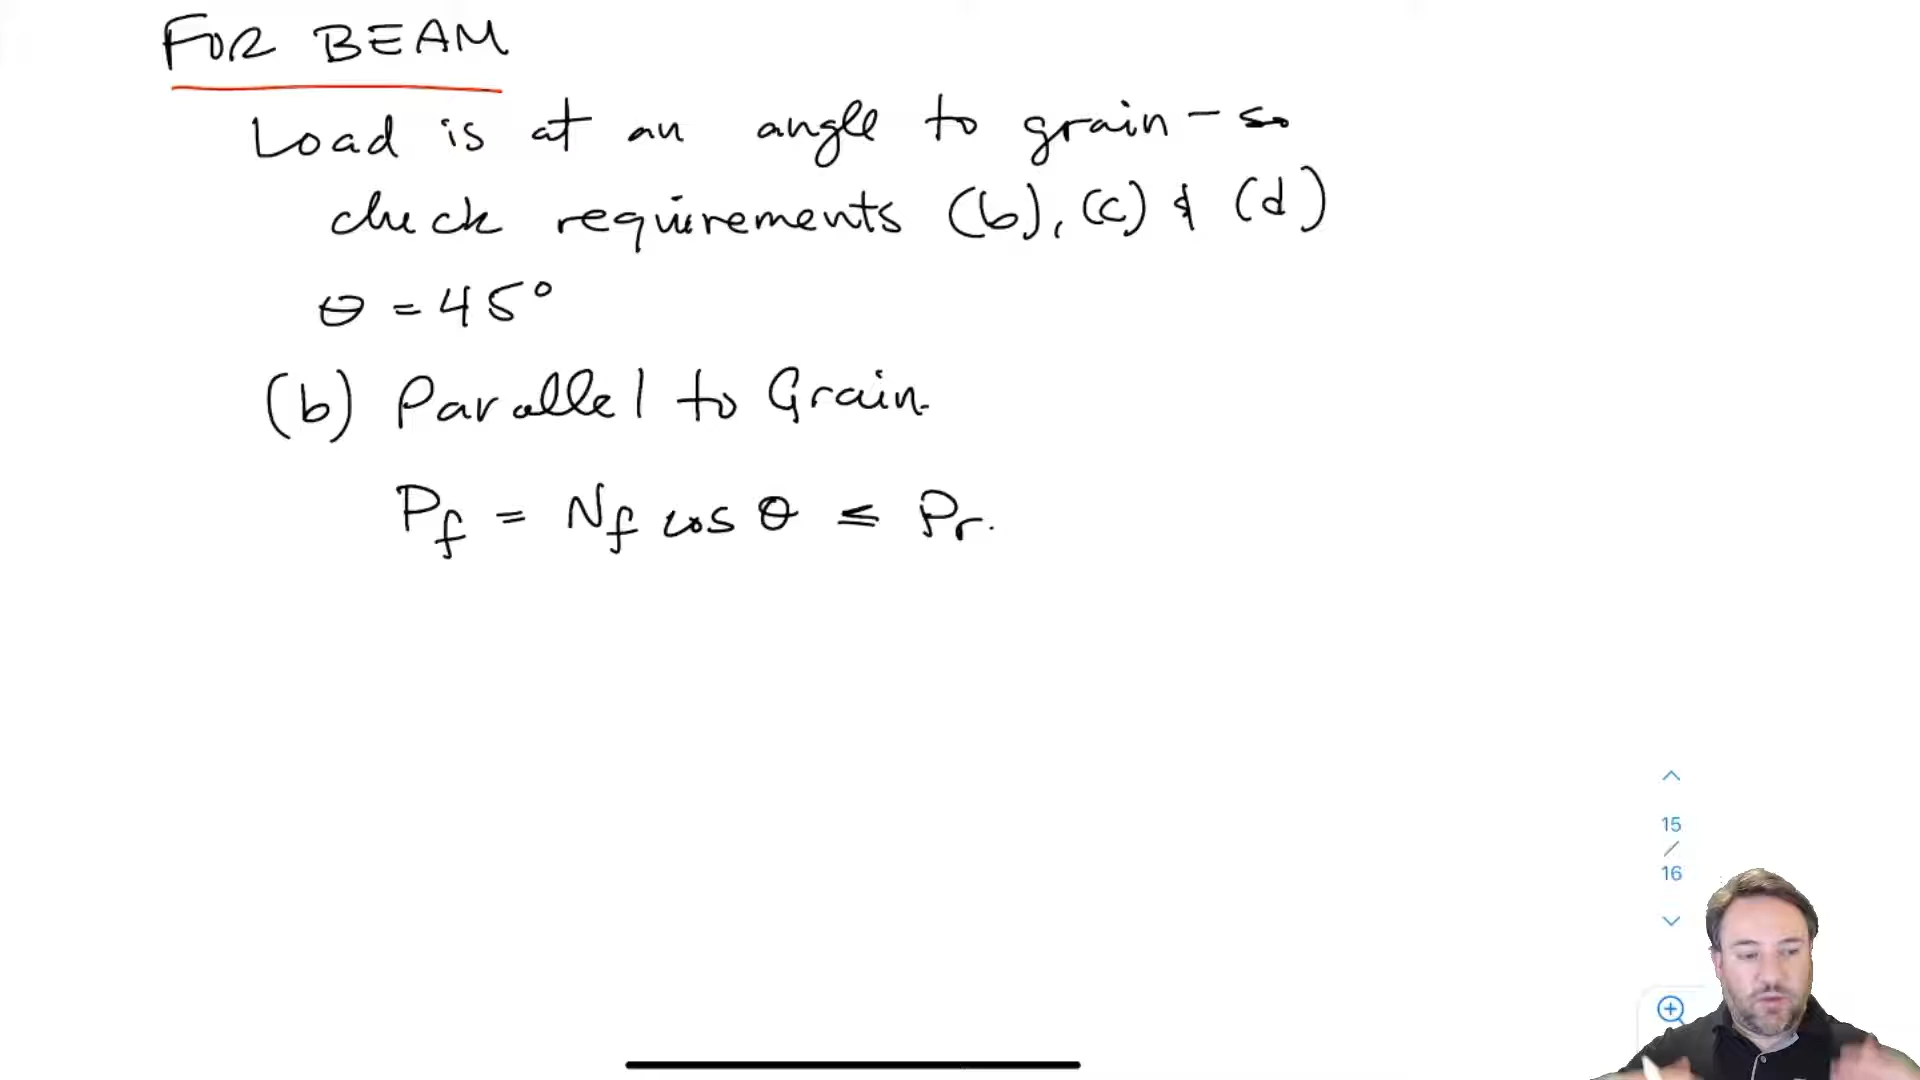 FOR BEAM
Load is at an angle to grain - so
check requirements (b), (c) & (d)
θ = 45°
(b) Parallel to Grain.
Pf = Nf cos θ ≤ Pr.
15
/
16